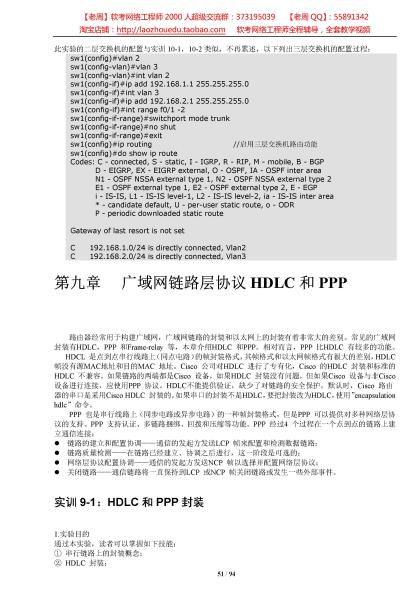 【老周】软考网络工程师 2000 人超级交流群：373195039 【老周 QQ】：55891342
淘宝店铺：http://laozhouedu.taobao.com 软考网络工程师全程辅导，全套教学视频
此实验的二层交换机的配置与实训 10-1，10-2 类似，不再累述，以下列出三层交换机的配置过程：
sw1(config)#vlan 2
sw1(config-vlan)#vlan 3
sw1(config-vlan)#int vlan 2
sw1(config-if)#ip add 192.168.1.1 255.255.255.0
sw1(config-if)#int vlan 3
sw1(config-if)#ip add 192.168.2.1 255.255.255.0
sw1(config-if)#int range f0/1 -2
sw1(config-if-range)#switchport mode trunk
sw1(config-if-range)#no shut
sw1(config-if-range)#exit
sw1(config)#ip routing //启用三层交换机路由功能
sw1(config)#do show ip route
Codes: C - connected, S - static, I - IGRP, R - RIP, M - mobile, B - BGP
D - EIGRP, EX - EIGRP external, O - OSPF, IA - OSPF inter area
N1 - OSPF NSSA external type 1, N2 - OSPF NSSA external type 2
E1 - OSPF external type 1, E2 - OSPF external type 2, E - EGP
i - IS-IS, L1 - IS-IS level-1, L2 - IS-IS level-2, ia - IS-IS inter area
* - candidate default, U - per-user static route, o - ODR
P - periodic downloaded static route
Gateway of last resort is not set
C 192.168.1.0/24 is directly connected, Vlan2
C 192.168.2.0/24 is directly connected, Vlan3
第九章 广域网链路层协议 HDLC 和 PPP
路由器经常用于构建广域网，广域网链路的封装和以太网上的封装有着非常大的差别。常见的广域网
封装有HDLC、PPP 和Frame-relay 等，本章介绍HDLC 和PPP。相对而言，PPP 比HDLC 有较多的功能。
HDCL 是点到点串行线路上（同点电路）的帧封装格式，其帧格式和以太网帧格式有很大的差别，HDLC
帧没有源MAC地址和目的MAC 地址。Cisco 公司对HDLC 进行了专有化，Cisco 的HDLC 封装和标准的
HDLC 不兼容。如果链路的两端都是Cisco 设备，如果HDLC 封装没有问题，但如果Cisco 设备与非Cisco
设备进行连接，应使用PPP 协议。HDLC不能提供验证，缺少了对链路的安全保护。默认时，Cisco 路由
器的串口是采用Cisco HDLC 封装的，如果串口的封装不是HDLC，要把封装改为HDLC，使用"encapsulation
hdlc" 命令。
PPP 也是串行线路上（同步电路或异步电路）的一种帧封装格式，但是PPP 可以提供对多种网络层协
议的支持。PPP 支持认证、多链路捆绑、回拨和压缩等功能。PPP 经过4 个过程在一个点到点的链路上建
立通信连接：
● 链路的建立和配置协调——通信的发起方发送LCP 帧来配置和检测数据链路；
● 链路质量检测——在链路已经建立、协调之后进行，这一阶段是可选的；
● 网络层协议配置协调——通信的发起方发送NCP 帧以选择并配置网络层协议；
● 关闭链路——通信链路将一直保持到LCP 或NCP 帧关闭链路或发生一些外部事件。
实训 9-1：HDLC 和 PPP 封装
1.实验目的
通过本实验，读者可以掌握如下技能：
① 串行链路上的封装概念；
② HDLC 封装；
51 / 94